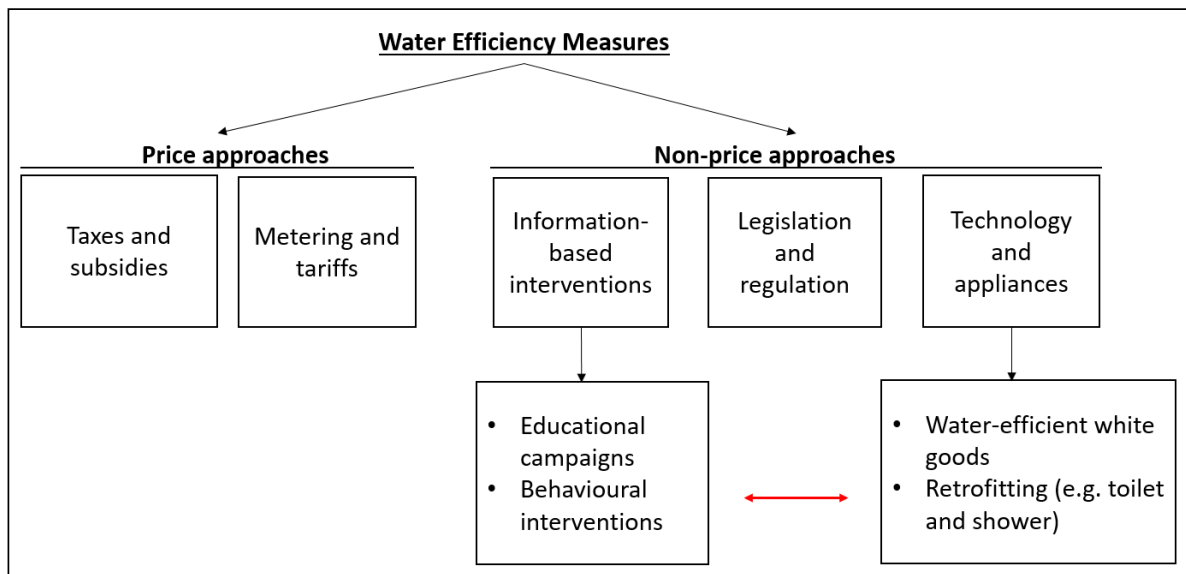 Water Efficiency Measures
Price approaches
Non-price approaches
Taxes and
subsidies
Metering and
tariffs
Information-
based
interventions
Legislation
and
regulation
Technology
and
appliances
• Educational
campaigns
• Behavioural
interventions
• Water-efficient white
goods
• Retrofitting (e.g. toilet
and shower)